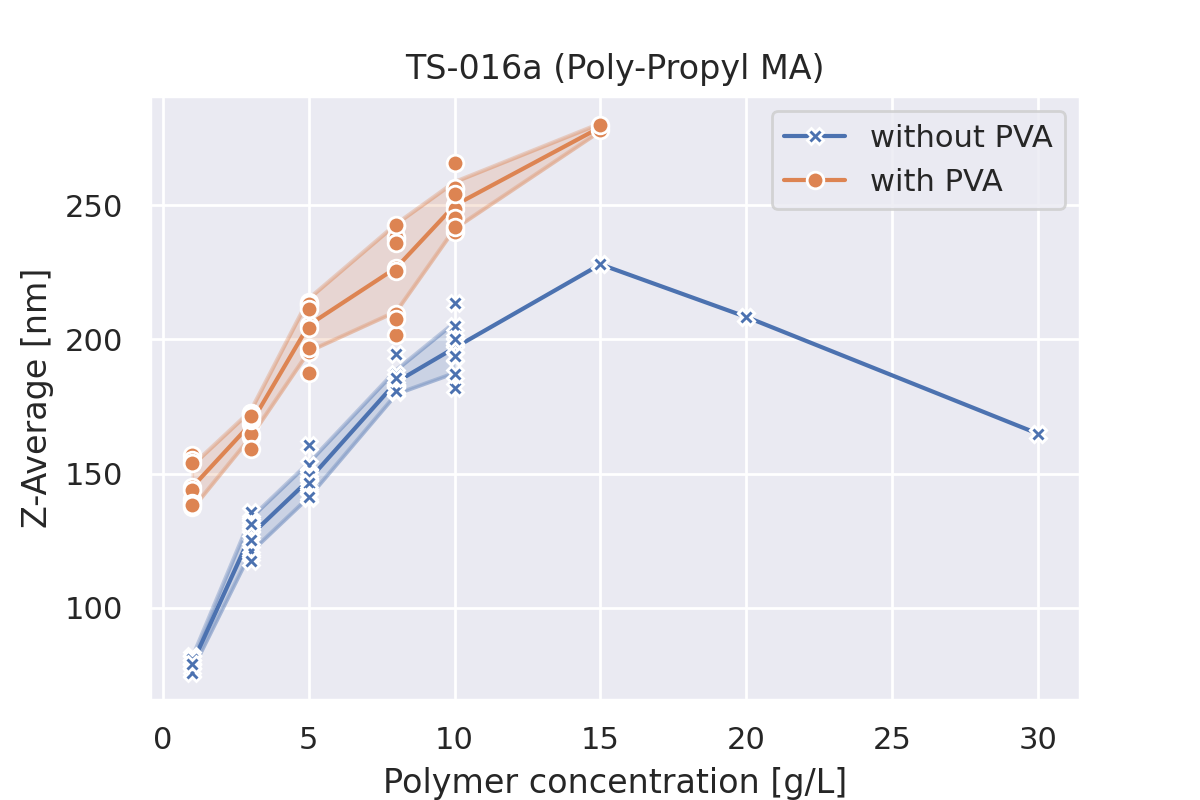 TS-016a (Poly-Propyl MA)
without PVA
with PVA
Z-Average [nm]
250
200
150
100
0 5 10 15 20 25 30
Polymer concentration [g/L]